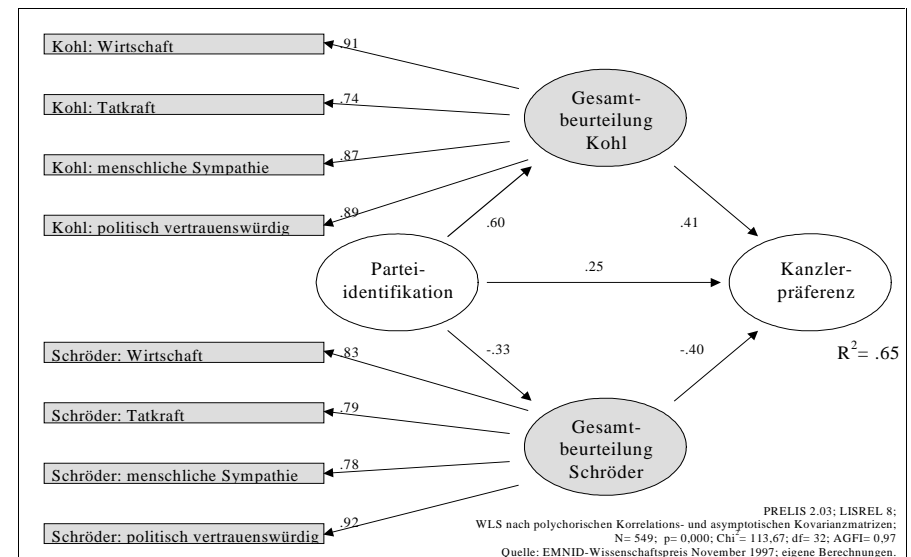 Kohl: Wirtschaft
.91
Kohl: Tatkraft
.74
Kohl: menschliche Sympathie
.87
Kohl: politisch vertrauenswürdig
.89
Gesamt-
beurteilung
Kohl
.60
.41
Partei-
identifikation
.25
Kanzler-
präferenz
-.33
-.40
R²= .65
Schröder: Wirtschaft
.83
Schröder: Tatkraft
.79
Schröder: menschliche Sympathie
.78
Schröder: politisch vertrauenswürdig
.92
Gesamt-
beurteilung
Schröder
PRELIS 2.03; LISREL 8;
WLS nach polychorischen Korrelations- und asymptotischen Kovarianzmatrizen;
N= 549; p= 0,000; Chi²= 113,67; df= 32; AGFI= 0,97
Quelle: EMNID-Wissenschaftspreis November 1997; eigene Berechnungen.